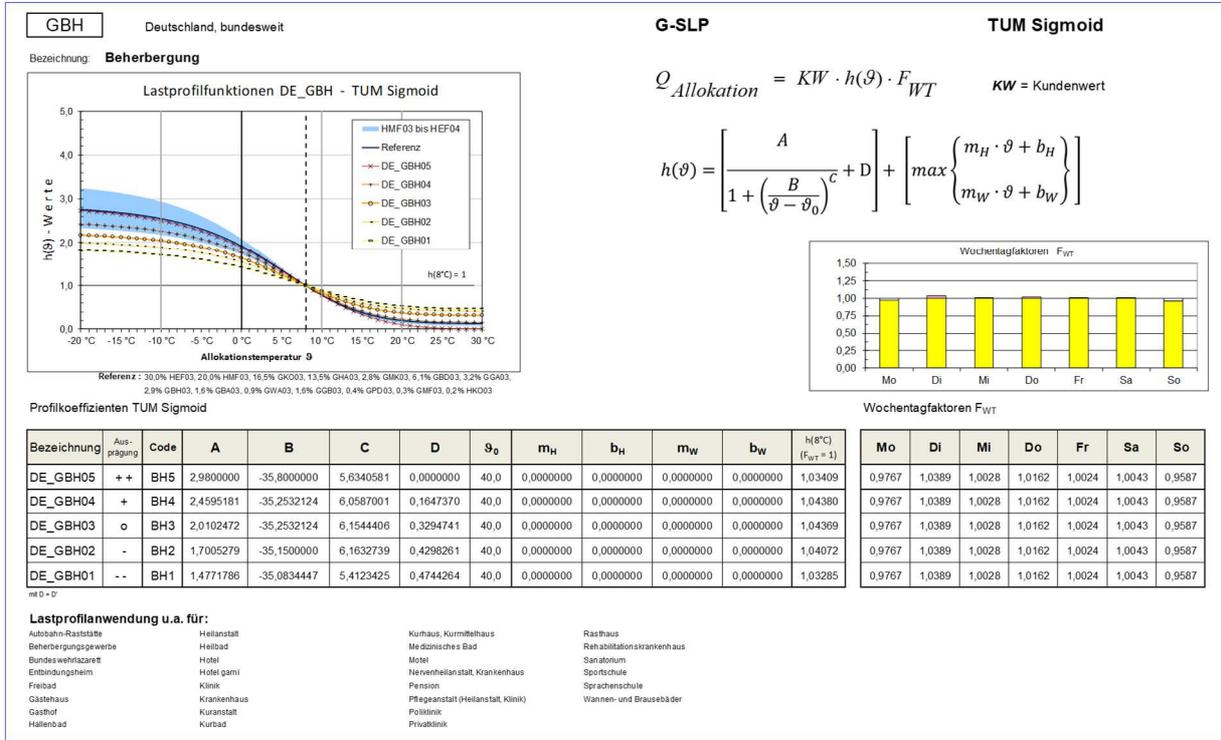 GBH
Deutschland, bundesweit
G-SLP
TUM Sigmoid
Bezeichnung: Beherbergung
Q_Allokation = KW · h(ϑ) · F_WT
KW = Kundenwert
h(ϑ) = [ A / (1 + (B / (ϑ − ϑ₀))^C) + D ] + [ max { m_H · ϑ + b_H ; m_W · ϑ + b_W } ]
Lastprofilfunktionen DE_GBH - TUM Sigmoid
h(ϑ) - Werte
5,0
4,0
3,0
2,0
1,0
0,0
HMF03 bis HEF04
Referenz
DE_GBH05
DE_GBH04
DE_GBH03
DE_GBH02
DE_GBH01
h(8°C) = 1
-20 °C -15 °C -10 °C -5 °C 0 °C 5 °C 10 °C 15 °C 20 °C 25 °C 30 °C
Allokationstemperatur ϑ
Referenz : 30,0% HEF03, 20,0% HMF03, 16,5% GKO03, 13,5% GHA03, 2,8% GMK03, 6,1% GBD03, 3,2% GGA03,
2,9% GBH03, 1,6% GBA03, 0,9% GWA03, 1,6% GGB03, 0,4% GPD03, 0,3% GMF03, 0,2% HKO03
Wochentagfaktoren F_WT
1,50
1,25
1,00
0,75
0,50
0,25
0,00
Mo Di Mi Do Fr Sa So
Profilkoeffizienten TUM Sigmoid
Bezeichnung Aus-prägung Code A B C D ϑ₀ m_H b_H m_W b_W h(8°C) (F_WT = 1)
DE_GBH05 + + BH5 2,9800000 -35,8000000 5,6340581 0,0000000 40,0 0,0000000 0,0000000 0,0000000 0,0000000 1,03409
DE_GBH04 + BH4 2,4595181 -35,2532124 6,0587001 0,1647370 40,0 0,0000000 0,0000000 0,0000000 0,0000000 1,04380
DE_GBH03 o BH3 2,0102472 -35,2532124 6,1544406 0,3294741 40,0 0,0000000 0,0000000 0,0000000 0,0000000 1,04369
DE_GBH02 - BH2 1,7005279 -35,1500000 6,1632739 0,4298261 40,0 0,0000000 0,0000000 0,0000000 0,0000000 1,04072
DE_GBH01 - - BH1 1,4771786 -35,0834447 5,4123425 0,4744264 40,0 0,0000000 0,0000000 0,0000000 0,0000000 1,03285
mit D = D'
Wochentagfaktoren F_WT
Mo Di Mi Do Fr Sa So
0,9767 1,0389 1,0028 1,0162 1,0024 1,0043 0,9587
0,9767 1,0389 1,0028 1,0162 1,0024 1,0043 0,9587
0,9767 1,0389 1,0028 1,0162 1,0024 1,0043 0,9587
0,9767 1,0389 1,0028 1,0162 1,0024 1,0043 0,9587
0,9767 1,0389 1,0028 1,0162 1,0024 1,0043 0,9587
Lastprofilanwendung u.a. für:
Autobahn-Raststätte
Beherbergungsgewerbe
Bundeswehrlazarett
Entbindungsheim
Freibad
Gästehaus
Gasthof
Hallenbad
Heilanstalt
Heilbad
Hotel
Hotel garni
Klinik
Krankenhaus
Kuranstalt
Kurbad
Kurhaus, Kurmittelhaus
Medizinisches Bad
Motel
Nervenheilanstalt, Krankenhaus
Pension
Pflegeanstalt (Heilanstalt, Klinik)
Poliklinik
Privatklinik
Rasthaus
Rehabilitationskrankenhaus
Sanatorium
Sportschule
Sprachenschule
Wannen- und Brausebäder